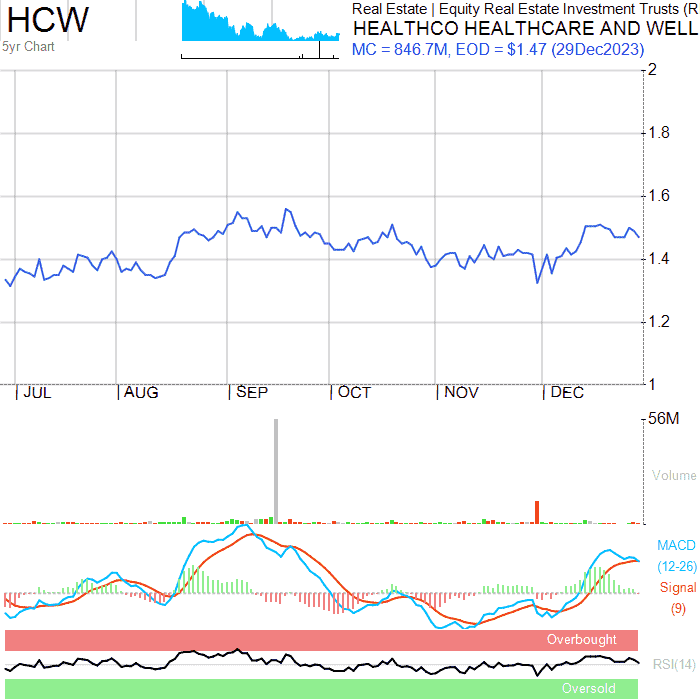 HCW
5yr Chart
Real Estate | Equity Real Estate Investment Trusts (R
HEALTHCO HEALTHCARE AND WELL
MC = 846.7M, EOD = $1.47 (29Dec2023)
2
1.8
1.6
1.4
1.2
1
JUL
AUG
SEP
OCT
NOV
DEC
56M
Volume
MACD
(12-26)
Signal
(9)
Overbought
RSI(14)
Oversold